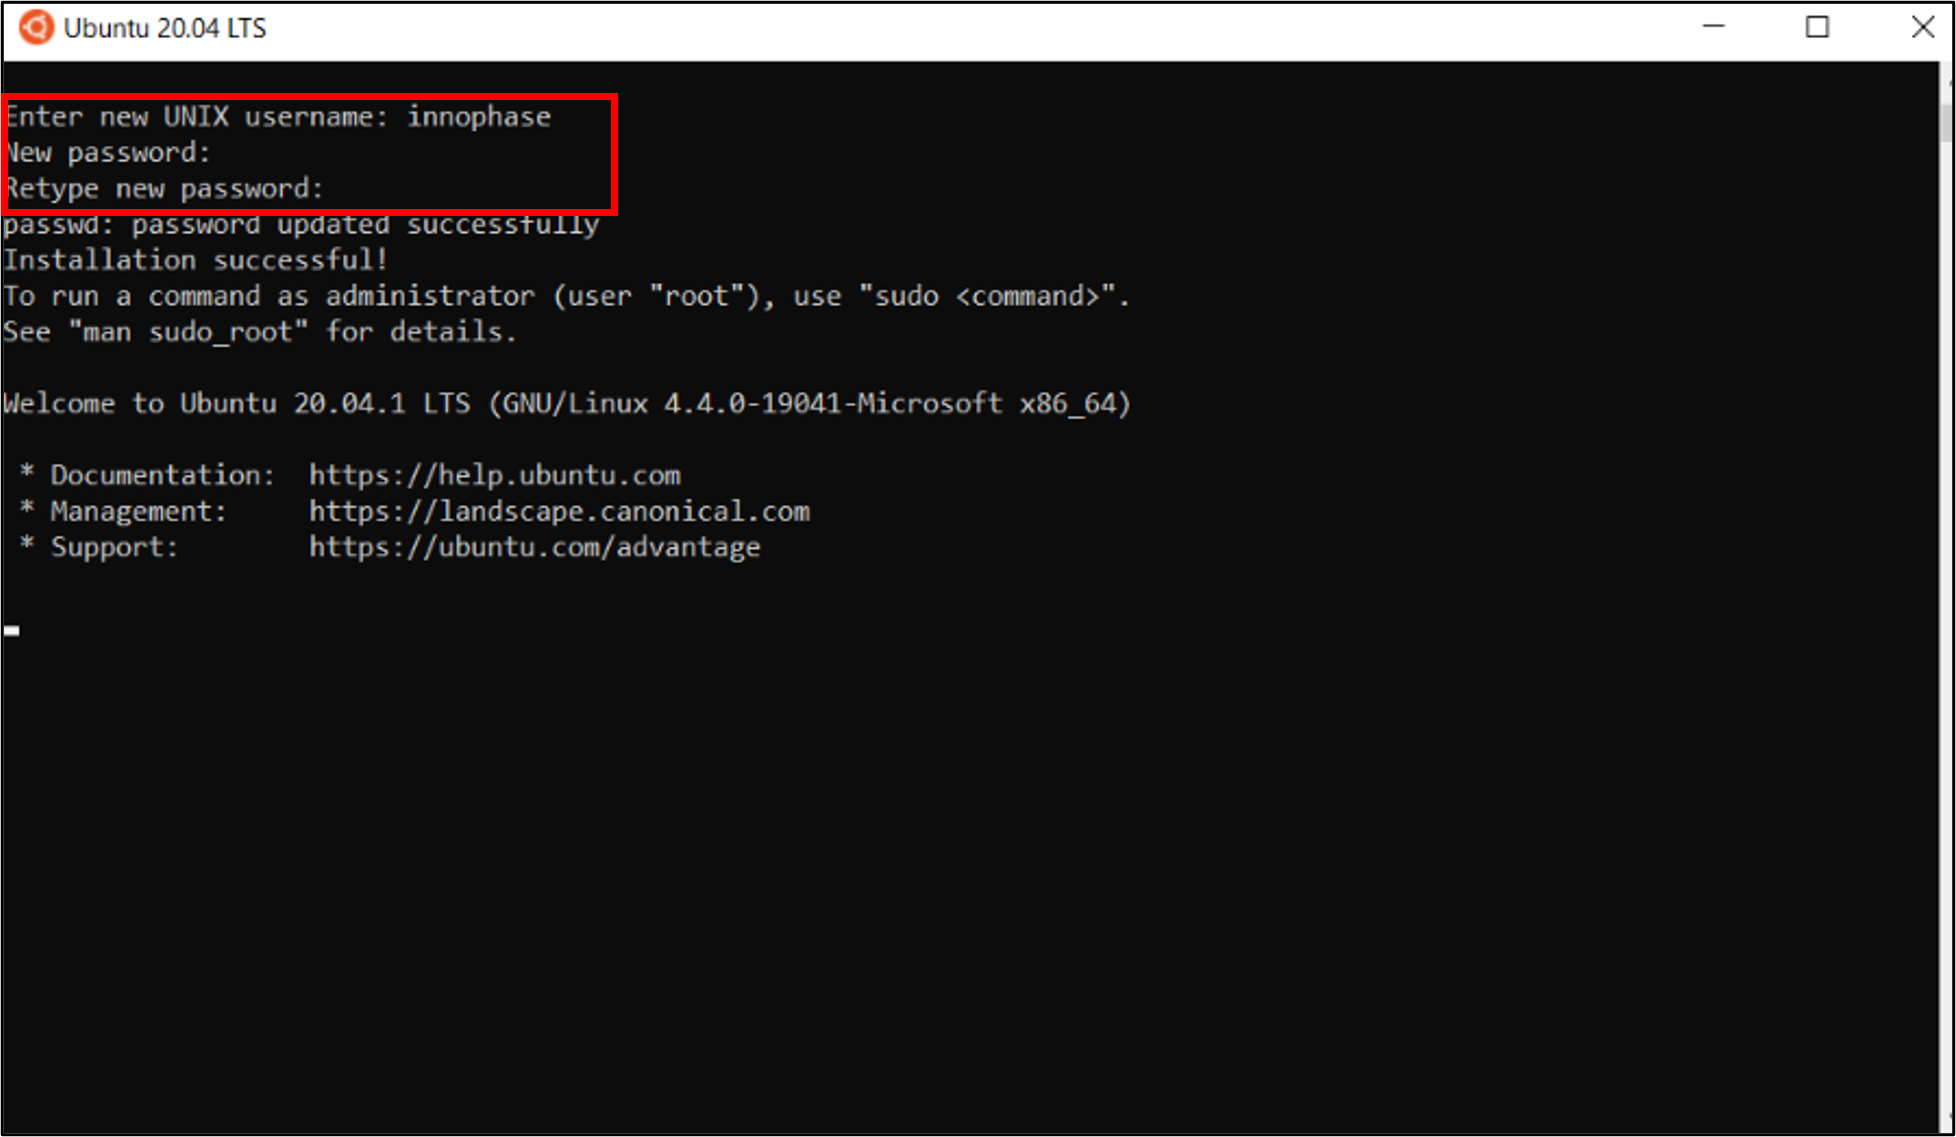 Ubuntu 20.04 LTS
Enter new UNIX username: innophase
New password:
Retype new password:
passwd: password updated successfully
Installation successful!
To run a command as administrator (user "root"), use "sudo <command>".
See "man sudo_root" for details.
Welcome to Ubuntu 20.04.1 LTS (GNU/Linux 4.4.0-19041-Microsoft x86_64)
* Documentation:  https://help.ubuntu.com
* Management:     https://landscape.canonical.com
* Support:        https://ubuntu.com/advantage